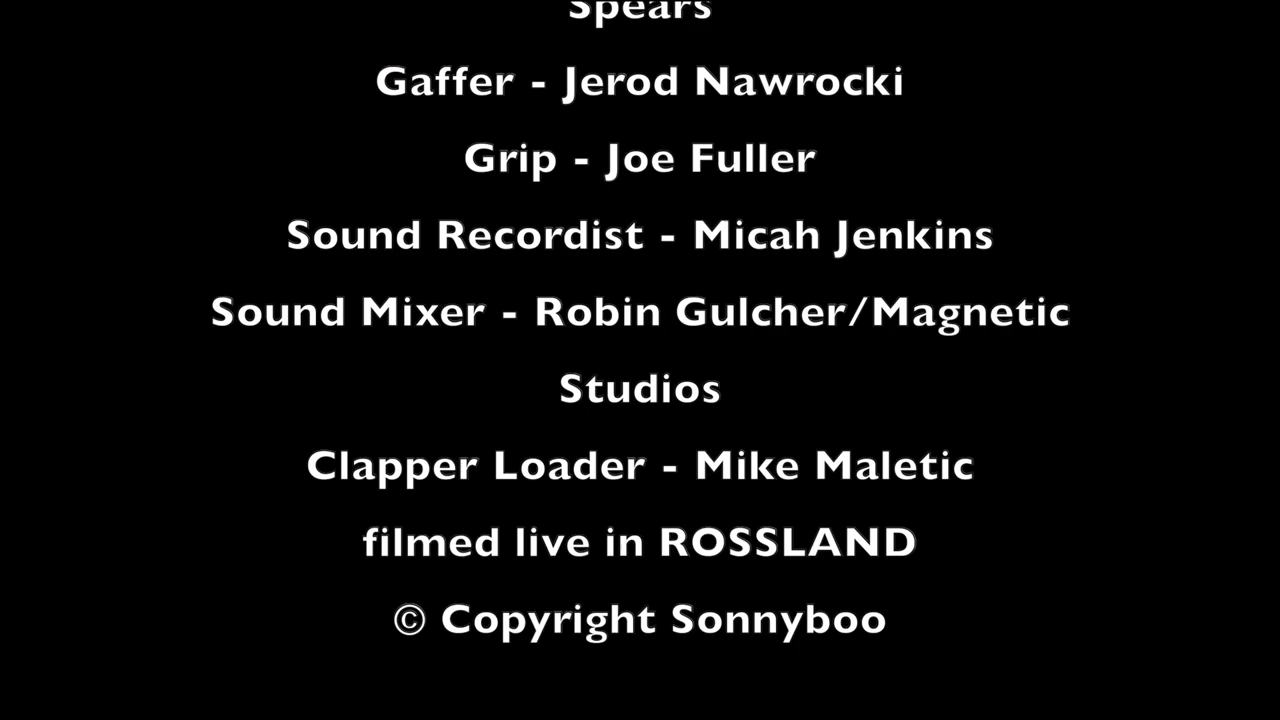 Spears
Gaffer - Jerod Nawrocki
Grip - Joe Fuller
Sound Recordist - Micah Jenkins
Sound Mixer - Robin Gulcher/Magnetic
Studios
Clapper Loader - Mike Maletic
filmed live in ROSSLAND
© Copyright Sonnyboo